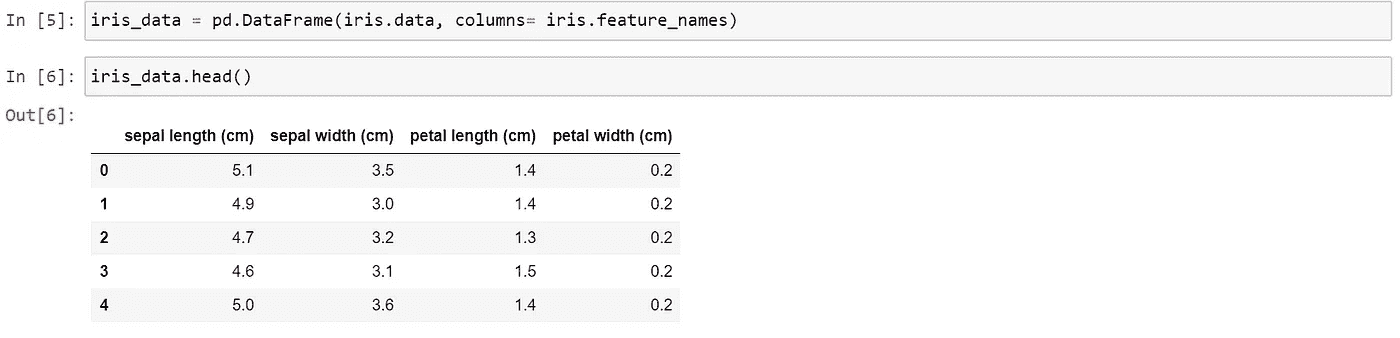 In [5]: iris_data = pd.DataFrame(iris.data, columns= iris.feature_names)
In [6]: iris_data.head()
Out[6]:
sepal length (cm) sepal width (cm) petal length (cm) petal width (cm)
0 5.1 3.5 1.4 0.2
1 4.9 3.0 1.4 0.2
2 4.7 3.2 1.3 0.2
3 4.6 3.1 1.5 0.2
4 5.0 3.6 1.4 0.2